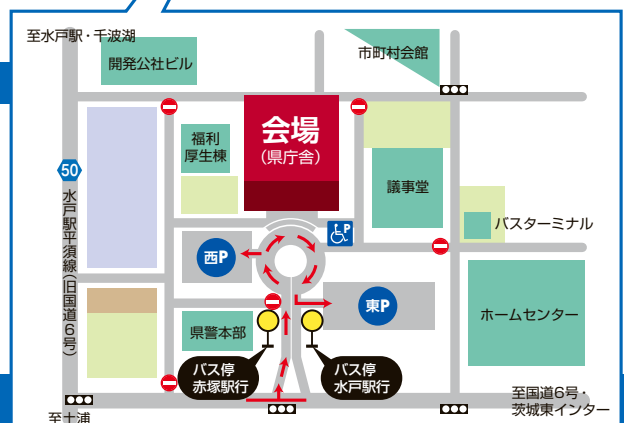 至水戸駅・千波湖
開発公社ビル
市町村会館
会場
(県庁舎)
福利
厚生棟
議事堂
50
水戸駅平須線(旧国道6号)
バスターミナル
P
西P
東P
ホームセンター
県警本部
バス停
赤塚駅行
バス停
水戸駅行
至国道6号・
茨城東インター
至土浦